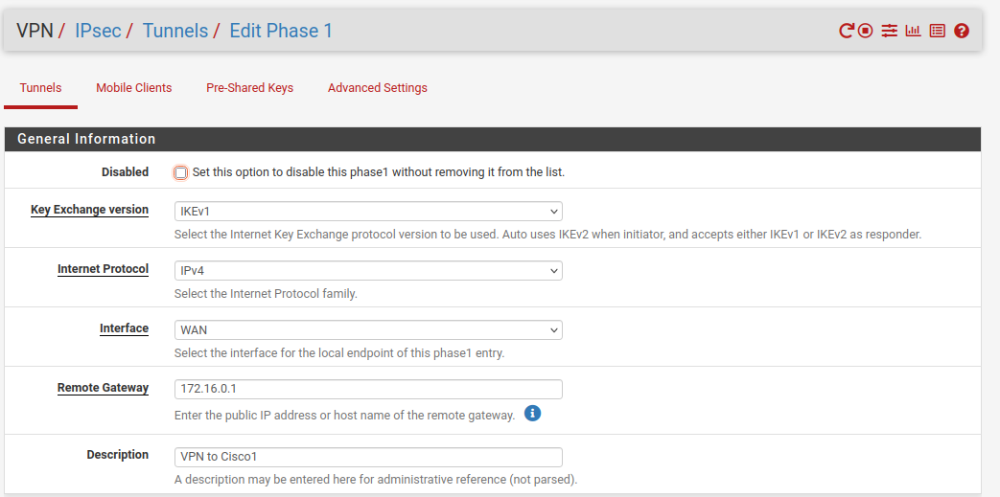 VPN / IPsec / Tunnels / Edit Phase 1
Tunnels Mobile Clients Pre-Shared Keys Advanced Settings
General Information
Disabled Set this option to disable this phase1 without removing it from the list.
Key Exchange version IKEv1
Select the Internet Key Exchange protocol version to be used. Auto uses IKEv2 when initiator, and accepts either IKEv1 or IKEv2 as responder.
Internet Protocol IPv4
Select the Internet Protocol family.
Interface WAN
Select the interface for the local endpoint of this phase1 entry.
Remote Gateway 172.16.0.1
Enter the public IP address or host name of the remote gateway.
Description VPN to Cisco1
A description may be entered here for administrative reference (not parsed).